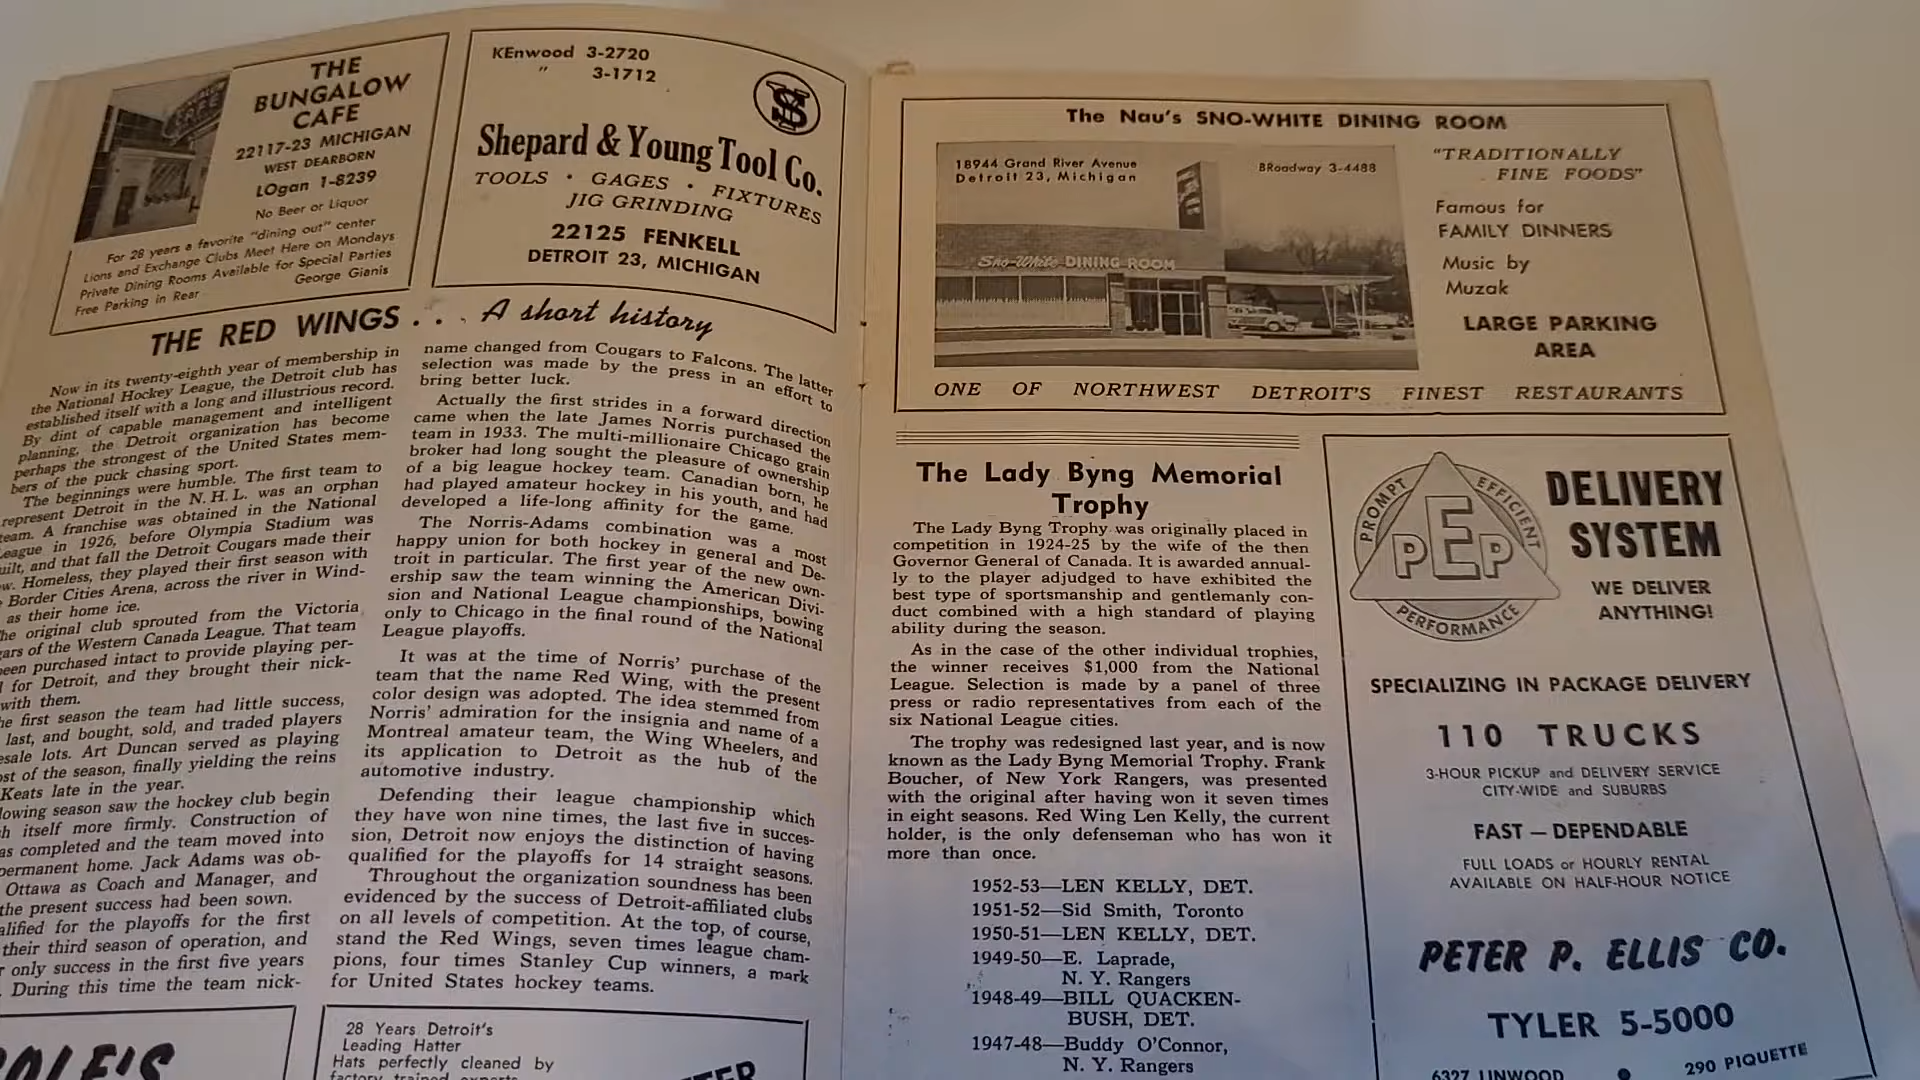 THE
BUNGALOW
CAFE
22117-23 MICHIGAN
WEST DEARBORN
LOgan 1-8239
No Beer or Liquor
For 28 years a favorite "dining out" center
Lions and Exchange Clubs Meet Here on Mondays
Private Dining Rooms Available for Special Parties
Free Parking in Rear George Gianis
KEnwood 3-2720
" 3-1712
Shepard & Young Tool Co.
TOOLS • GAGES • FIXTURES
JIG GRINDING
22125 FENKELL
DETROIT 23, MICHIGAN
THE RED WINGS . . . A short history
Now in its twenty-eighth year of membership in
the National Hockey League, the Detroit club has
established itself with a long and illustrious record.
By dint of capable management and intelligent
planning, the Detroit organization has become
perhaps the strongest of the United States mem-
bers of the puck chasing sport.
The beginnings were humble. The first team to
represent Detroit in the N. H. L. was an orphan
team. A franchise was obtained in the National
League in 1926, before Olympia Stadium was
uilt, and that fall the Detroit Cougars made their
w. Homeless, they played their first season with
Border Cities Arena, across the river in Wind-
as their home ice.
he original club sprouted from the Victoria
gars of the Western Canada League. That team
been purchased intact to provide playing per-
l for Detroit, and they brought their nick-
with them.
he first season the team had little success,
last, and bought, sold, and traded players
esale lots. Art Duncan served as playing
ost of the season, finally yielding the reins
Keats late in the year.
lowing season saw the hockey club begin
h itself more firmly. Construction of
as completed and the team moved into
permanent home. Jack Adams was ob-
Ottawa as Coach and Manager, and
the present success had been sown.
alified for the playoffs for the first
their third season of operation, and
r only success in the first five years
. During this time the team nick-
name changed from Cougars to Falcons. The latter
selection was made by the press in an effort to
bring better luck.
Actually the first strides in a forward direction
came when the late James Norris purchased the
team in 1933. The multi-millionaire Chicago grain
broker had long sought the pleasure of ownership
of a big league hockey team. Canadian born, he
had played amateur hockey in his youth, and had
developed a life-long affinity for the game.
The Norris-Adams combination was a most
happy union for both hockey in general and De-
troit in particular. The first year of the new own-
ership saw the team winning the American Divi-
sion and National League championships, bowing
only to Chicago in the final round of the National
League playoffs.
It was at the time of Norris' purchase of the
team that the name Red Wing, with the present
color design was adopted. The idea stemmed from
Norris' admiration for the insignia and name of a
Montreal amateur team, the Wing Wheelers, and
its application to Detroit as the hub of the
automotive industry.
Defending their league championship which
they have won nine times, the last five in succes-
sion, Detroit now enjoys the distinction of having
qualified for the playoffs for 14 straight seasons.
Throughout the organization soundness has been
evidenced by the success of Detroit-affiliated clubs
on all levels of competition. At the top, of course,
stand the Red Wings, seven times league cham-
pions, four times Stanley Cup winners, a mark
for United States hockey teams.
28 Years Detroit's
Leading Hatter
Hats perfectly cleaned by
factory trained experts
The Nau's SNO-WHITE DINING ROOM
18944 Grand River Avenue
Detroit 23, Michigan
BRoadway 3-4488
Sno-White DINING ROOM
"TRADITIONALLY
FINE FOODS"
Famous for
FAMILY DINNERS
Music by
Muzak
LARGE PARKING
AREA
ONE OF NORTHWEST DETROIT'S FINEST RESTAURANTS
The Lady Byng Memorial
Trophy
The Lady Byng Trophy was originally placed in
competition in 1924-25 by the wife of the then
Governor General of Canada. It is awarded annual-
ly to the player adjudged to have exhibited the
best type of sportsmanship and gentlemanly con-
duct combined with a high standard of playing
ability during the season.
As in the case of the other individual trophies,
the winner receives $1,000 from the National
League. Selection is made by a panel of three
press or radio representatives from each of the
six National League cities.
The trophy was redesigned last year, and is now
known as the Lady Byng Memorial Trophy. Frank
Boucher, of New York Rangers, was presented
with the original after having won it seven times
in eight seasons. Red Wing Len Kelly, the current
holder, is the only defenseman who has won it
more than once.
1952-53—LEN KELLY, DET.
1951-52—Sid Smith, Toronto
1950-51—LEN KELLY, DET.
1949-50—E. Laprade,
N. Y. Rangers
1948-49—BILL QUACKEN-
BUSH, DET.
1947-48—Buddy O'Connor,
N. Y. Rangers
PROMPT
EFFICIENT
PEP
PERFORMANCE
DELIVERY
SYSTEM
WE DELIVER
ANYTHING!
SPECIALIZING IN PACKAGE DELIVERY
110 TRUCKS
3-HOUR PICKUP and DELIVERY SERVICE
CITY-WIDE and SUBURBS
FAST — DEPENDABLE
FULL LOADS or HOURLY RENTAL
AVAILABLE ON HALF-HOUR NOTICE
PETER P. ELLIS CO.
TYLER 5-5000
6327 LINWOOD • 290 PIQUETTE